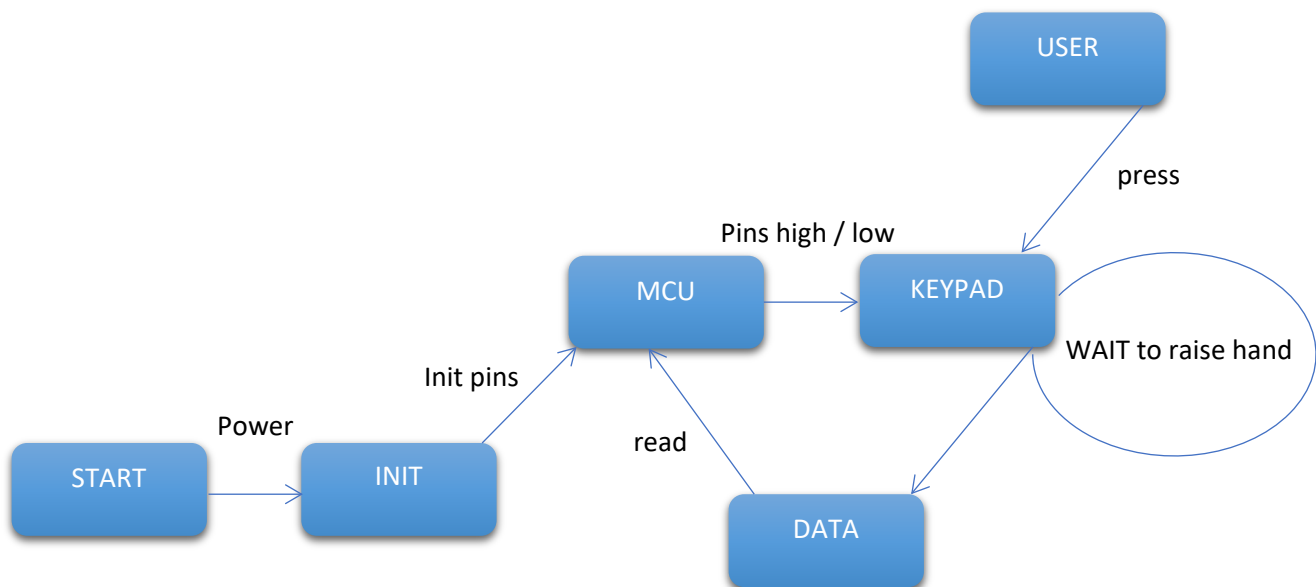 USER
press
Pins high / low
MCU
KEYPAD
WAIT to raise hand
Init pins
Power
read
START
INIT
DATA